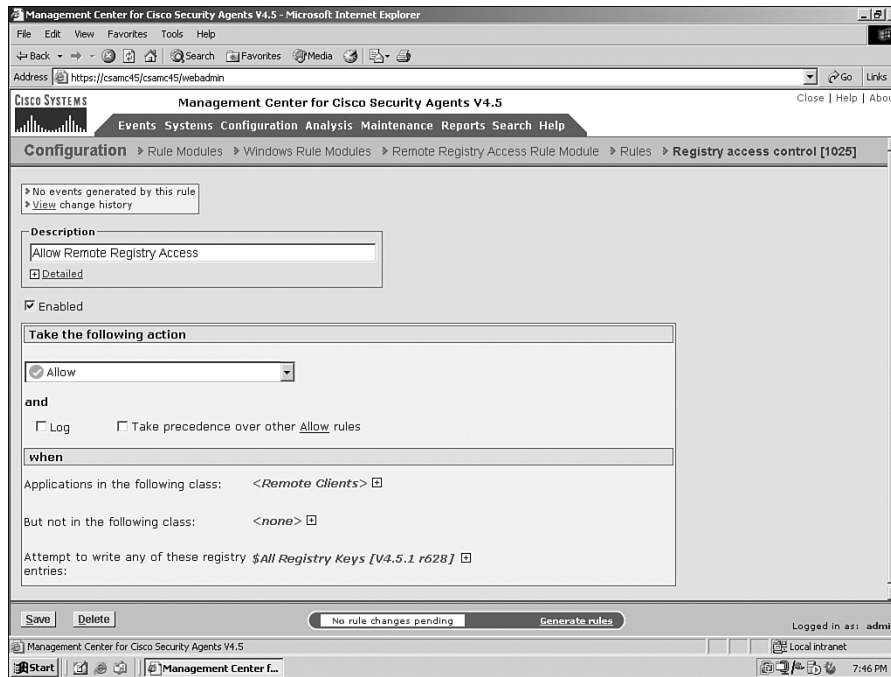 Management Center for Cisco Security Agents V4.5 - Microsoft Internet Explorer
File Edit View Favorites Tools Help
Back Search Favorites Media
Address https://csamc45/csamc45/webadmin Go Links
Close | Help | Abou
CISCO SYSTEMS
Management Center for Cisco Security Agents V4.5
Events Systems Configuration Analysis Maintenance Reports Search Help
Configuration > Rule Modules > Windows Rule Modules > Remote Registry Access Rule Module > Rules > Registry access control [1025]
No events generated by this rule
View change history
Description
Allow Remote Registry Access
Detailed
Enabled
Take the following action
Allow
and
Log Take precedence over other Allow rules
when
Applications in the following class: <Remote Clients>
But not in the following class: <none>
Attempt to write any of these registry entries: $All Registry Keys [V4.5.1 r628]
Save Delete No rule changes pending Generate rules Logged in as: admi
Management Center for Cisco Security Agents V4.5 Local intranet
Start Management Center f... 7:46 PM